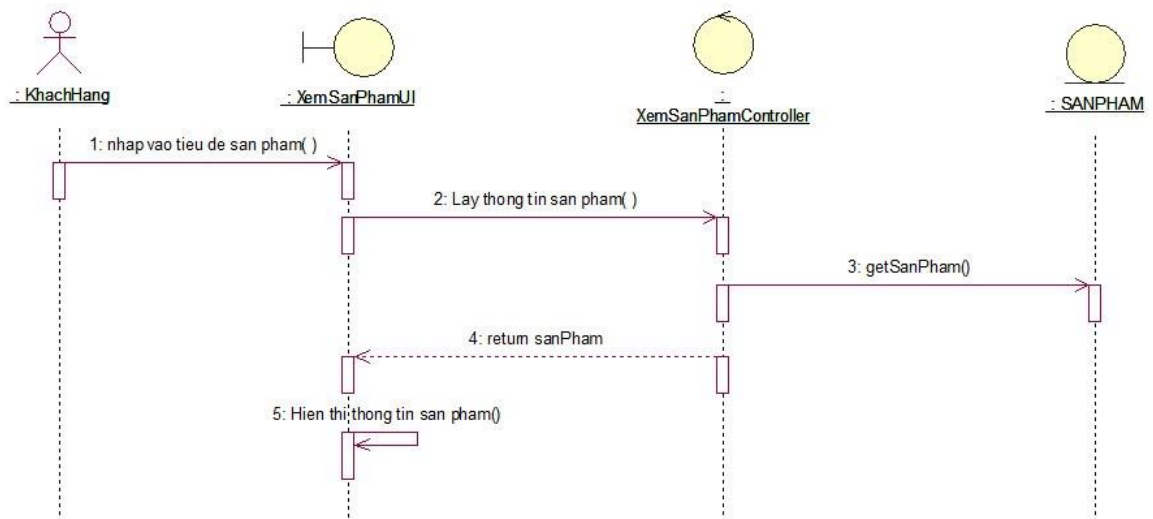 : KhachHang
: XemSanPhamUI
:
XemSanPhamController
: SANPHAM
1: nhap vao tieu de san pham( )
2: Lay thong tin san pham( )
3: getSanPham()
4: return sanPham
5: Hien thi thong tin san pham()